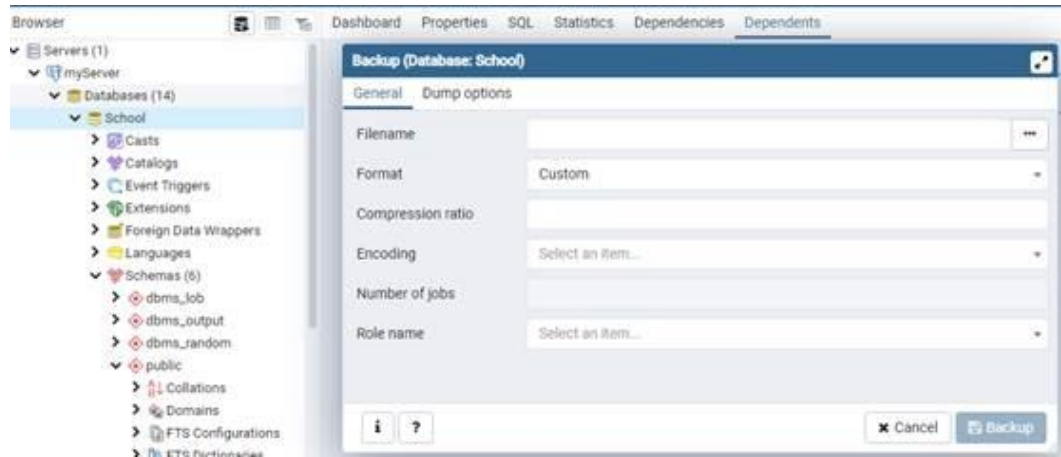 Browser
Dashboard Properties SQL Statistics Dependencies Dependents
Servers (1)
myServer
Databases (14)
School
Casts
Catalogs
Event Triggers
Extensions
Foreign Data Wrappers
Languages
Schemas (6)
dbms_lob
dbms_output
dbms_random
public
Collations
Domains
FTS Configurations
FTS Dictionaries
Backup (Database: School)
General Dump options
Filename
Format Custom
Compression ratio
Encoding Select an item...
Number of jobs
Role name Select an item...
i ? Cancel Backup